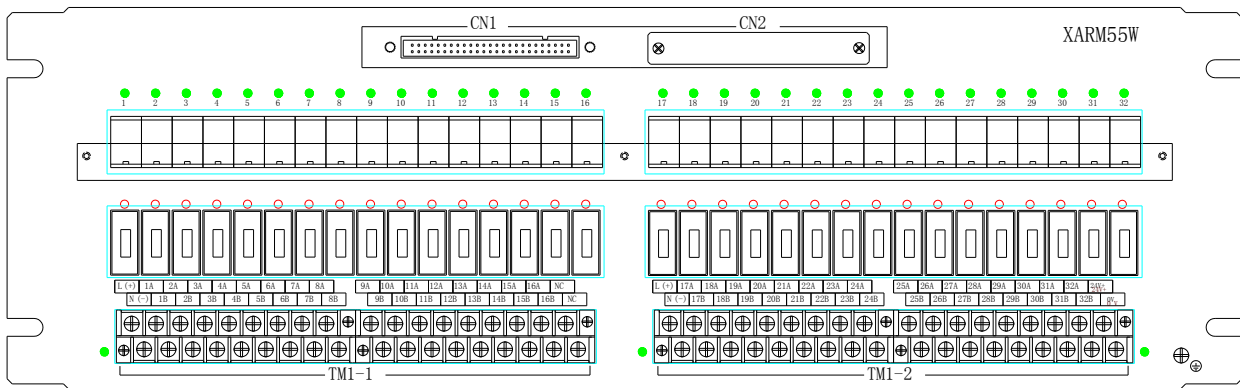 CN1 CN2
XARM55W
1 2 3 4 5 6 7 8 9 10 11 12 13 14 15 16 17 18 19 20 21 22 23 24 25 26 27 28 29 30 31 32
L(+) 1A 2A 3A 4A 5A 6A 7A 8A 9A 10A 11A 12A 13A 14A 15A 16A NC L(+) 17A 18A 19A 20A 21A 22A 23A 24A 25A 26A 27A 28A 29A 30A 31A 32A 24V+
N(-) 1B 2B 3B 4B 5B 6B 7B 8B 9B 10B 11B 12B 13B 14B 15B 16B NC N(-) 17B 18B 19B 20B 21B 22B 23B 24B 25B 26B 27B 28B 29B 30B 31B 32B
TM1-1 TM1-2